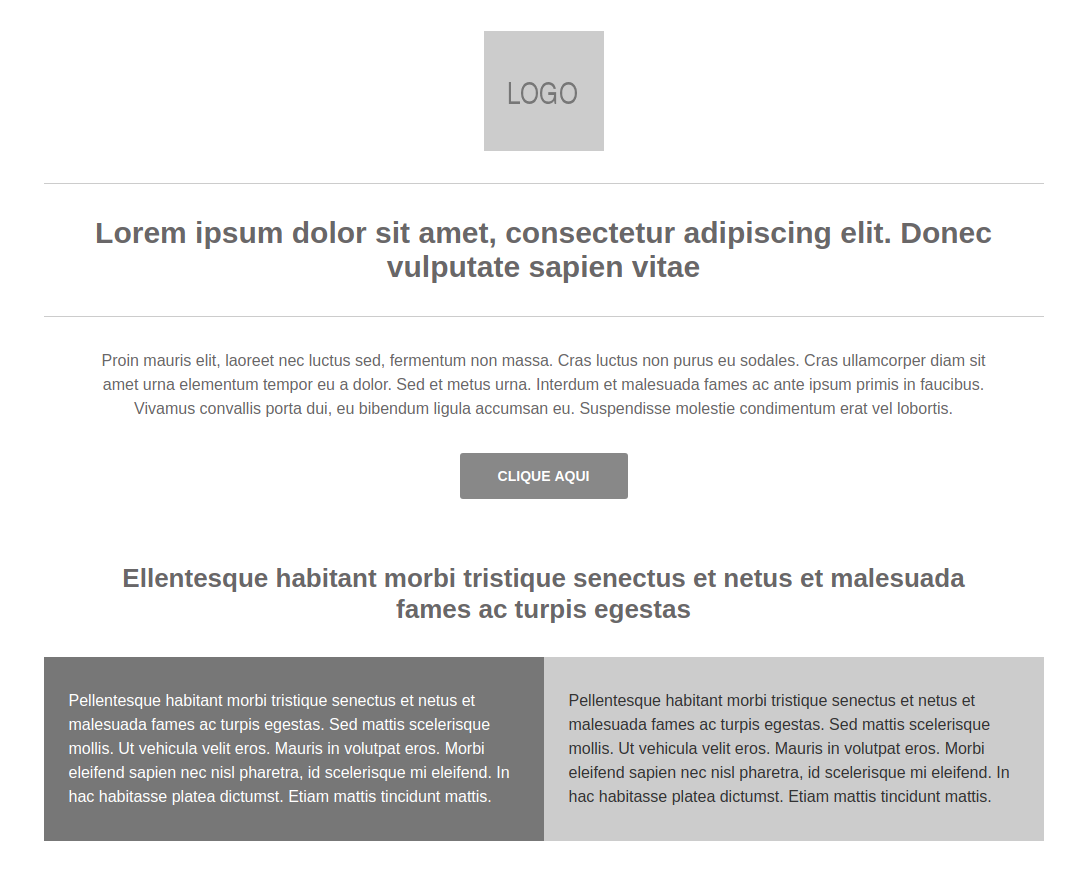 LOGO
Lorem ipsum dolor sit amet, consectetur adipiscing elit. Donec
vulputate sapien vitae
Proin mauris elit, laoreet nec luctus sed, fermentum non massa. Cras luctus non purus eu sodales. Cras ullamcorper diam sit
amet urna elementum tempor eu a dolor. Sed et metus urna. Interdum et malesuada fames ac ante ipsum primis in faucibus.
Vivamus convallis porta dui, eu bibendum ligula accumsan eu. Suspendisse molestie condimentum erat vel lobortis.
CLIQUE AQUI
Ellentesque habitant morbi tristique senectus et netus et malesuada
fames ac turpis egestas
Pellentesque habitant morbi tristique senectus et netus et
malesuada fames ac turpis egestas. Sed mattis scelerisque
mollis. Ut vehicula velit eros. Mauris in volutpat eros. Morbi
eleifend sapien nec nisl pharetra, id scelerisque mi eleifend. In
hac habitasse platea dictumst. Etiam mattis tincidunt mattis.
Pellentesque habitant morbi tristique senectus et netus et
malesuada fames ac turpis egestas. Sed mattis scelerisque
mollis. Ut vehicula velit eros. Mauris in volutpat eros. Morbi
eleifend sapien nec nisl pharetra, id scelerisque mi eleifend. In
hac habitasse platea dictumst. Etiam mattis tincidunt mattis.